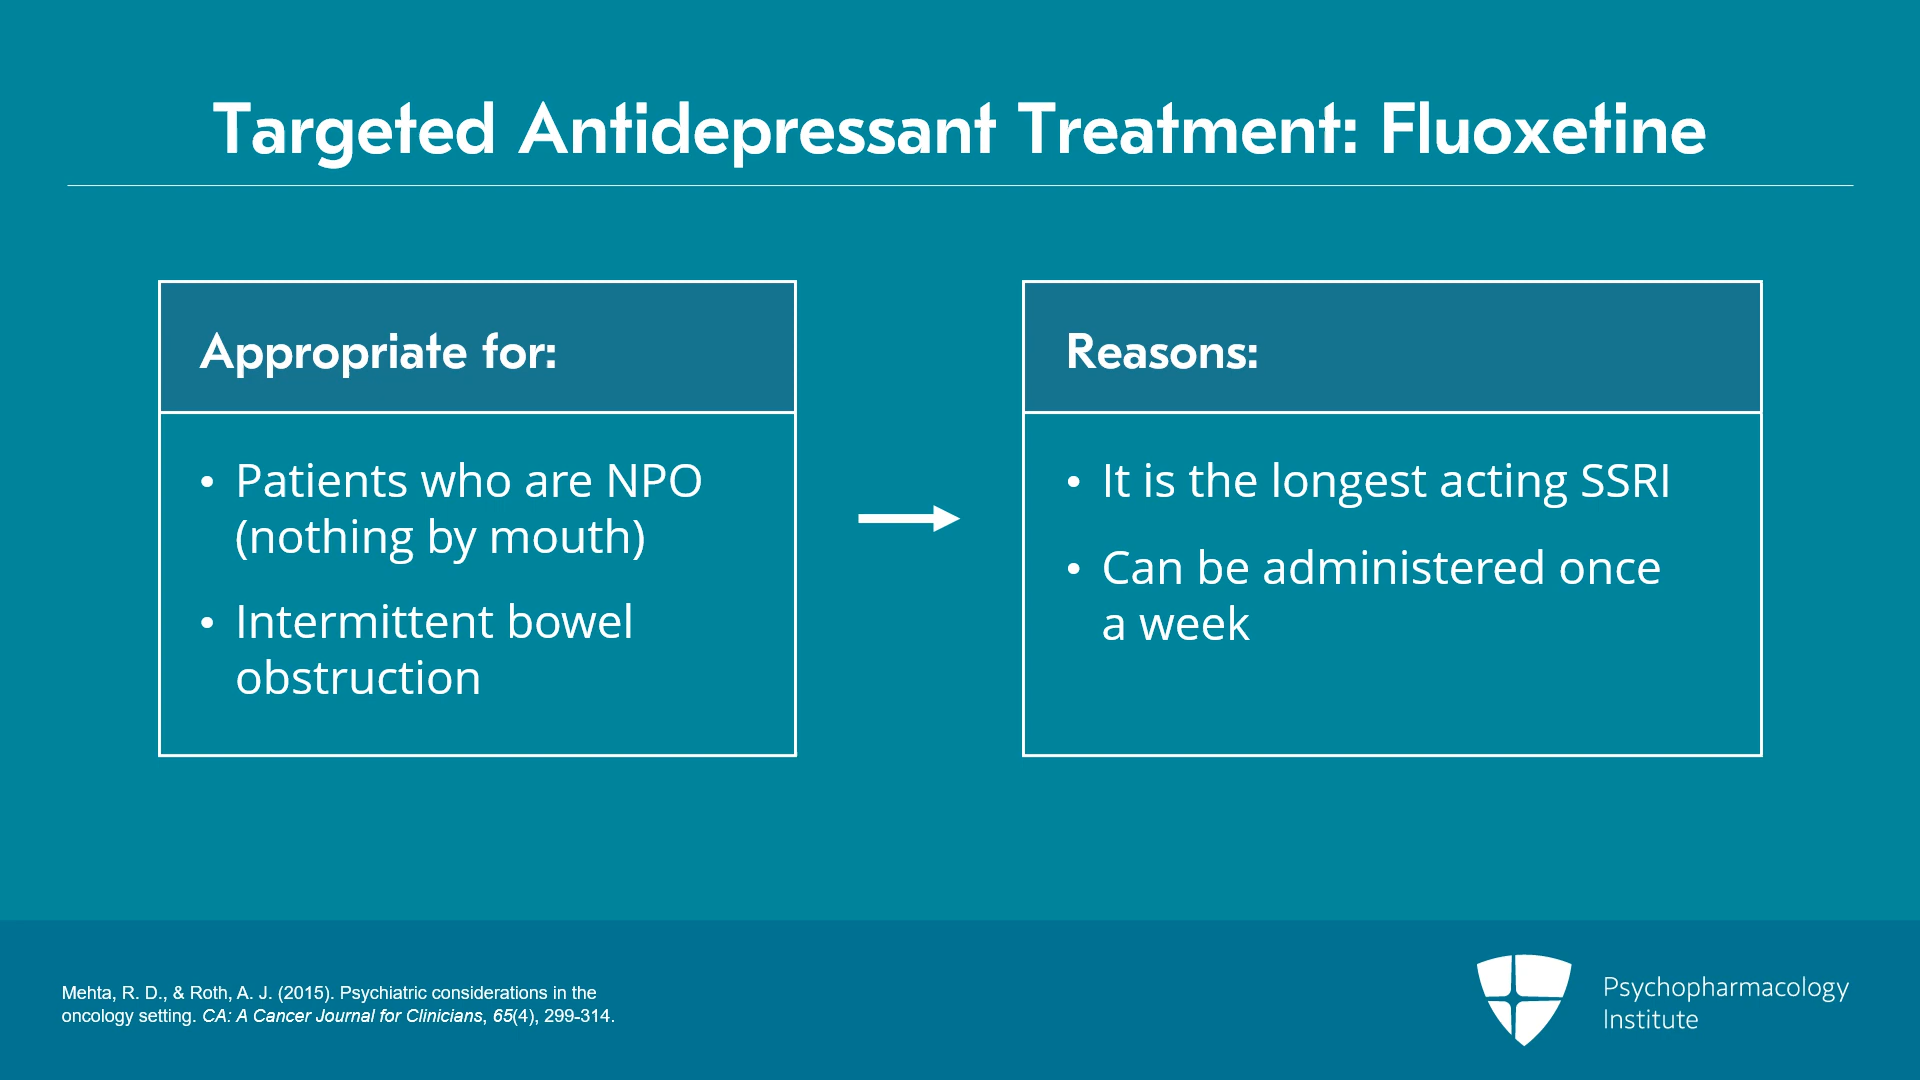 Targeted Antidepressant Treatment: Fluoxetine
Appropriate for:
• Patients who are NPO
(nothing by mouth)
• Intermittent bowel
obstruction
Reasons:
• It is the longest acting SSRI
• Can be administered once
a week
Mehta, R. D., & Roth, A. J. (2015). Psychiatric considerations in the
oncology setting. CA: A Cancer Journal for Clinicians, 65(4), 299-314.
Psychopharmacology
Institute